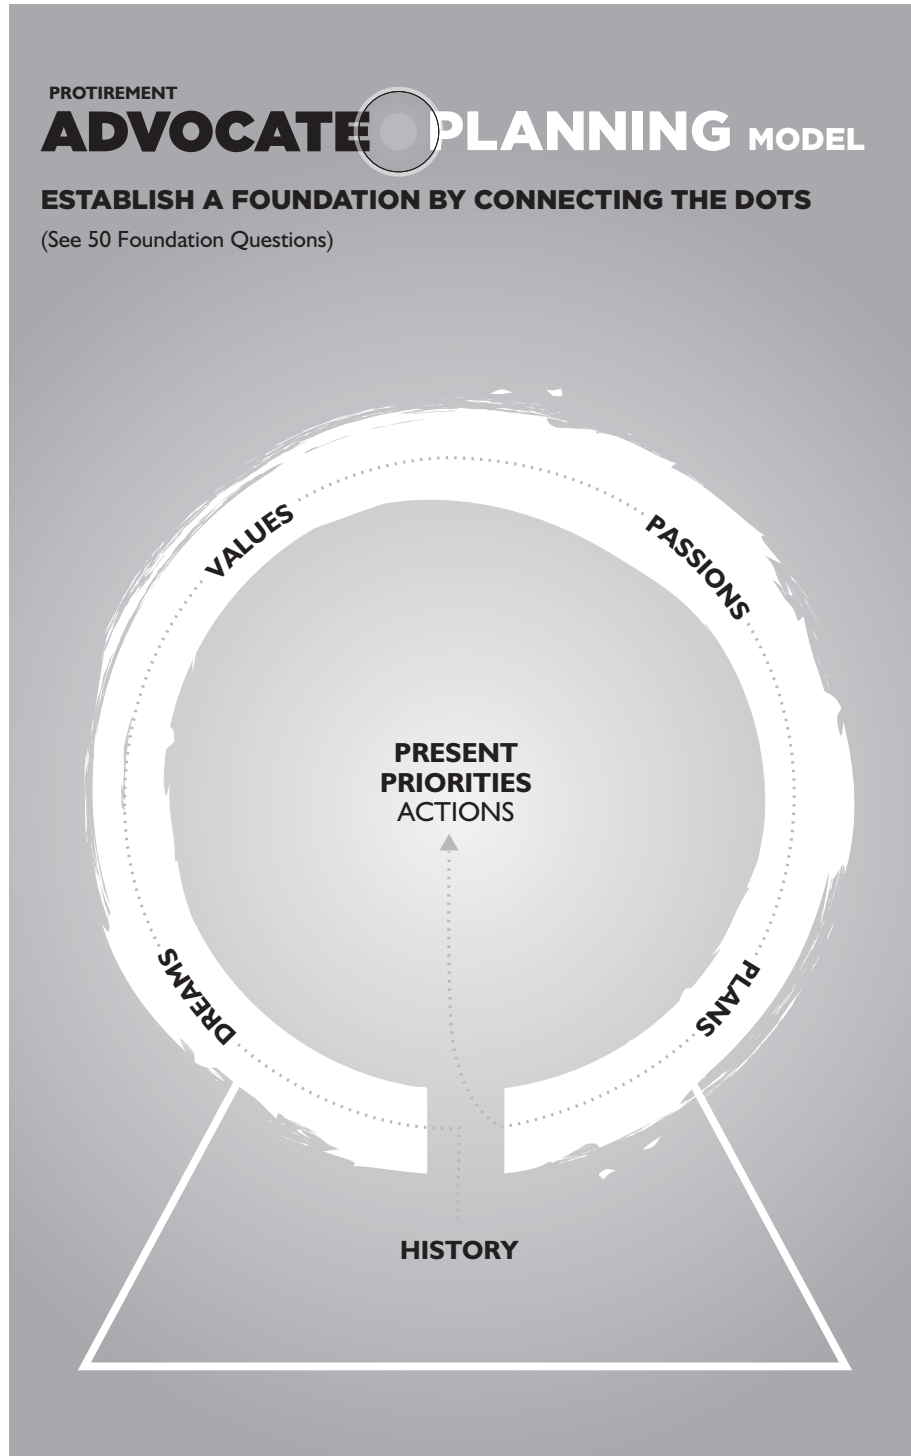 PROTIREMENT
ADVOCATE PLANNING MODEL
ESTABLISH A FOUNDATION BY CONNECTING THE DOTS
(See 50 Foundation Questions)
VALUES
PASSIONS
PRESENT
PRIORITIES
ACTIONS
DREAMS
PLANS
HISTORY